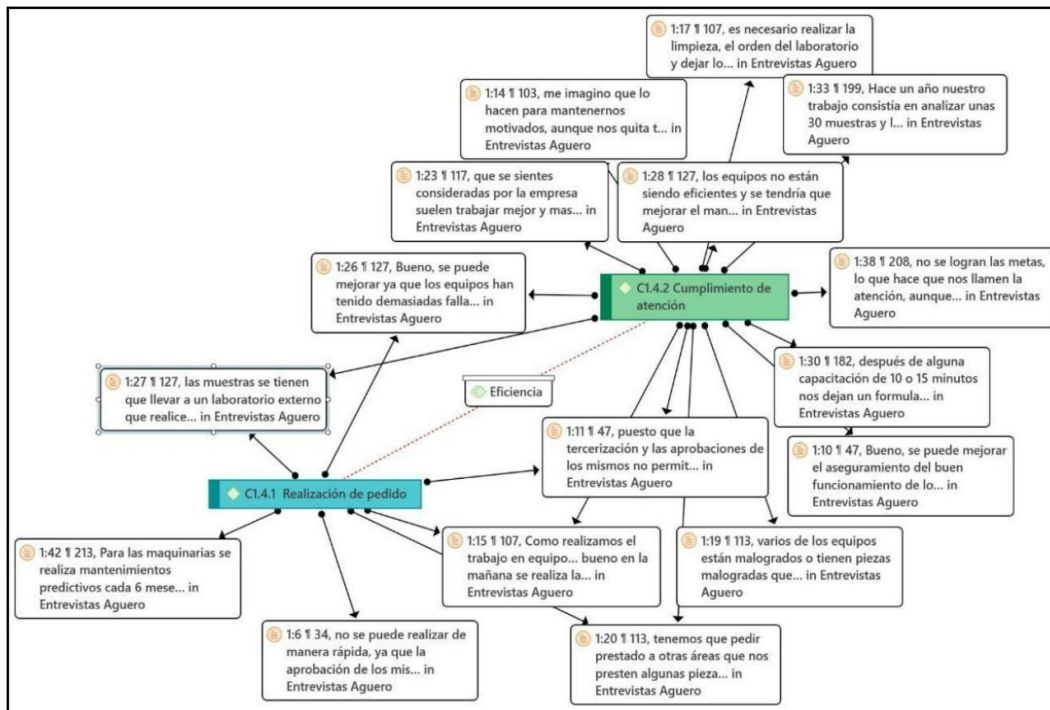 1:17 ¶ 107, es necesario realizar la
limpieza, el orden del laboratorio
y dejar lo... in Entrevistas Aguero
1:14 ¶ 103, me imagino que lo
hacen para mantenernos
motivados, aunque nos quita t... in
Entrevistas Aguero
1:33 ¶ 199, Hace un año nuestro
trabajo consistía en analizar unas
30 muestras y l... in Entrevistas
Aguero
1:23 ¶ 117, que se sientes
consideradas por la empresa
suelen trabajar mejor y mas... in
Entrevistas Aguero
1:28 ¶ 127, los equipos no están
siendo eficientes y se tendría que
mejorar el man... in Entrevistas
Aguero
1:26 ¶ 127, Bueno, se puede
mejorar ya que los equipos han
tenido demasiadas falla...
in Entrevistas Aguero
C1.4.2 Cumplimiento de
atención
1:38 ¶ 208, no se logran las metas,
lo que hace que nos llamen la
atención, aunque... in Entrevistas
Aguero
1:27 ¶ 127, las muestras se tienen
que llevar a un laboratorio externo
que realice... in Entrevistas Aguero
Eficiencia
1:30 ¶ 182, después de alguna
capacitación de 10 o 15 minutos
nos dejan un formula...
in Entrevistas Aguero
1:11 ¶ 47, puesto que la
tercerización y las aprobaciones de
los mismos no permit... in
Entrevistas Aguero
1:10 ¶ 47, Bueno, se puede mejorar
el aseguramiento del buen
funcionamiento de lo... in
Entrevistas Aguero
C1.4.1 Realización de pedido
1:42 ¶ 213, Para las maquinarias se
realiza mantenimientos
predictivos cada 6 mese... in
Entrevistas Aguero
1:15 ¶ 107, Como realizamos el
trabajo en equipo... bueno en la
mañana se realiza la...
in Entrevistas Aguero
1:19 ¶ 113, varios de los equipos
están malogrados o tienen piezas
malogradas que... in Entrevistas
Aguero
1:6 ¶ 34, no se puede realizar de
manera rápida, ya que la
aprobación de los mis... in
Entrevistas Aguero
1:20 ¶ 113, tenemos que pedir
prestado a otras áreas que nos
presten algunas pieza...
in Entrevistas Aguero